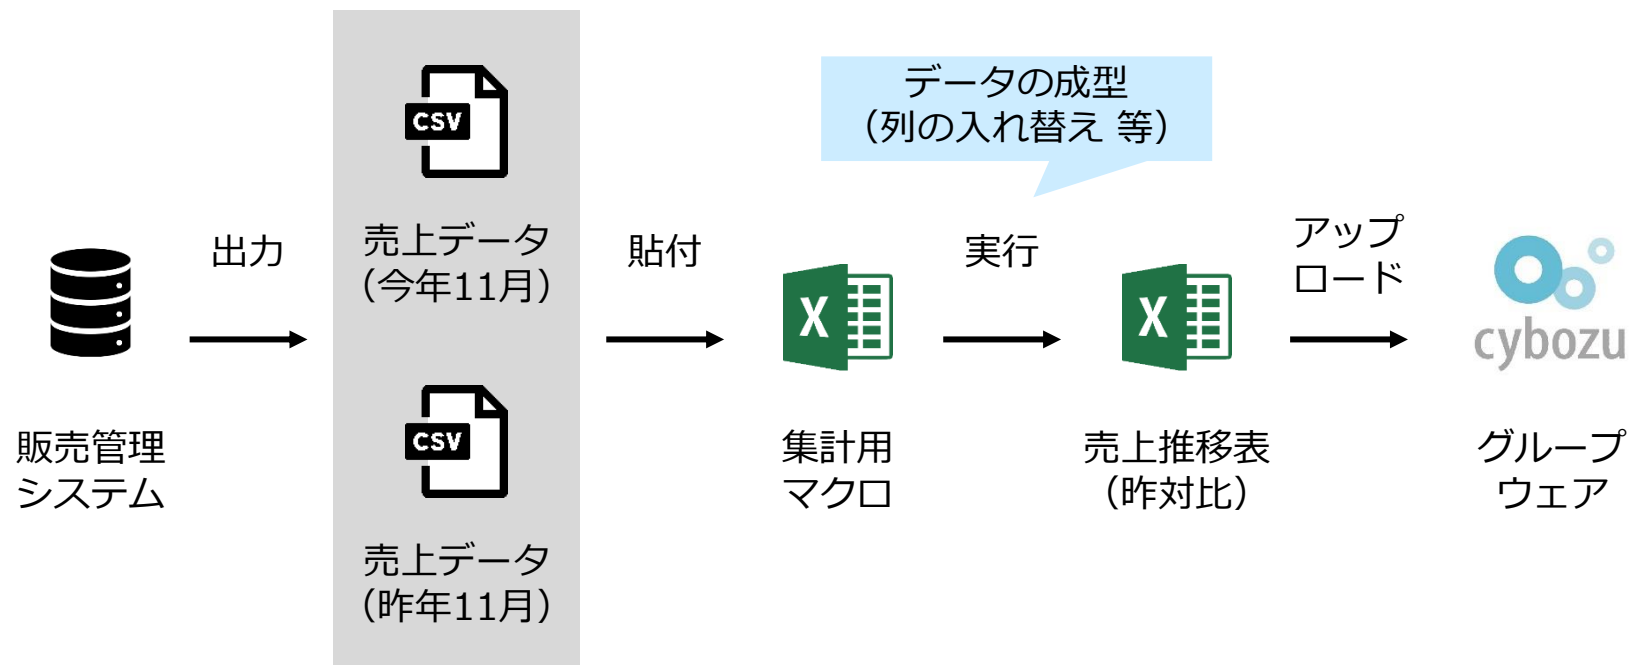 データの成型
（列の入れ替え 等）
CSV
売上データ
（今年11月）
CSV
売上データ
（昨年11月）
出力
貼付
実行
アップ
ロード
X
X
cybozu
販売管理
システム
集計用
マクロ
売上推移表
（昨対比）
グループ
ウェア